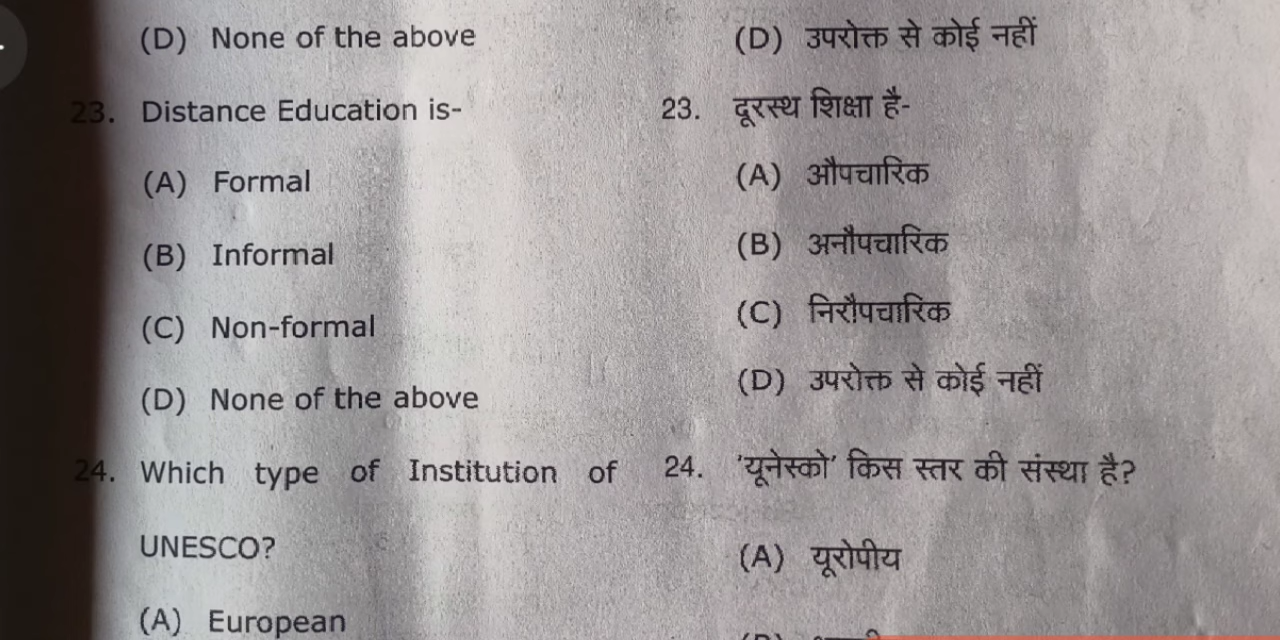 (D) None of the above
23. Distance Education is-
(A) Formal
(B) Informal
(C) Non-formal
(D) None of the above
24. Which type of Institution of
UNESCO?
(A) European
(D) उपरोक्त से कोई नहीं
23. दूरस्थ शिक्षा है-
(A) औपचारिक
(B) अनौपचारिक
(C) निरौपचारिक
(D) उपरोक्त से कोई नहीं
24. 'यूनेस्को' किस स्तर की संस्था है?
(A) यूरोपीय